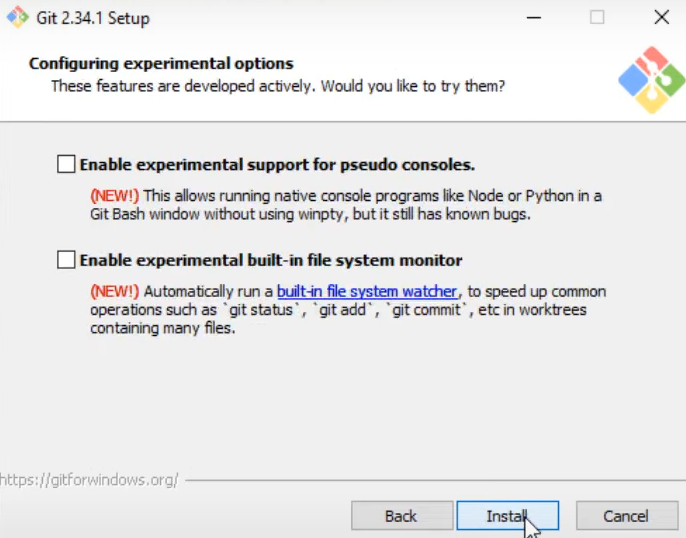 Git 2.34.1 Setup
Configuring experimental options
These features are developed actively. Would you like to try them?
Enable experimental support for pseudo consoles.
(NEW!) This allows running native console programs like Node or Python in a
Git Bash window without using winpty, but it still has known bugs.
Enable experimental built-in file system monitor
(NEW!) Automatically run a built-in file system watcher, to speed up common
operations such as `git status`, `git add`, `git commit`, etc in worktrees
containing many files.
https://gitforwindows.org/
Back
Install
Cancel